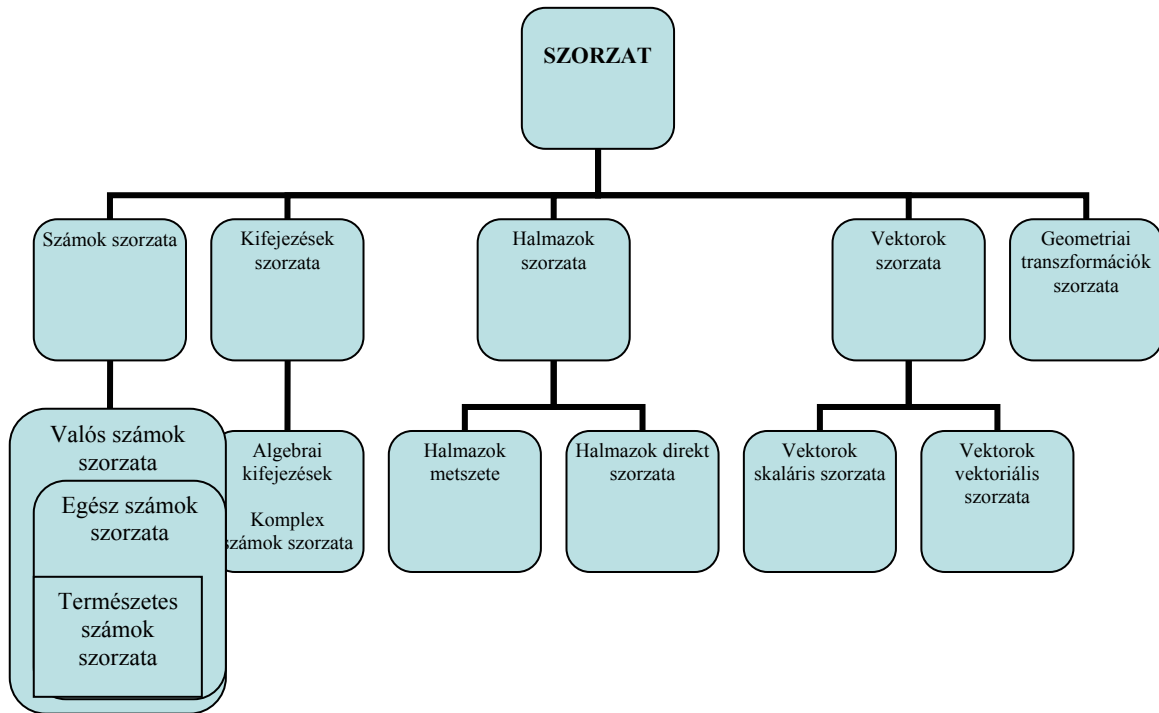 SZORZAT
Számok szorzata
Kifejezések
szorzata
Halmazok
szorzata
Vektorok
szorzata
Geometriai
transzformációk
szorzata
Valós számok
szorzata
Egész számok
szorzata
Természetes
számok
szorzata
Algebrai
kifejezések
Komplex
számok szorzata
Halmazok
metszete
Halmazok direkt
szorzata
Vektorok
skaláris szorzata
Vektorok
vektoriális
szorzata